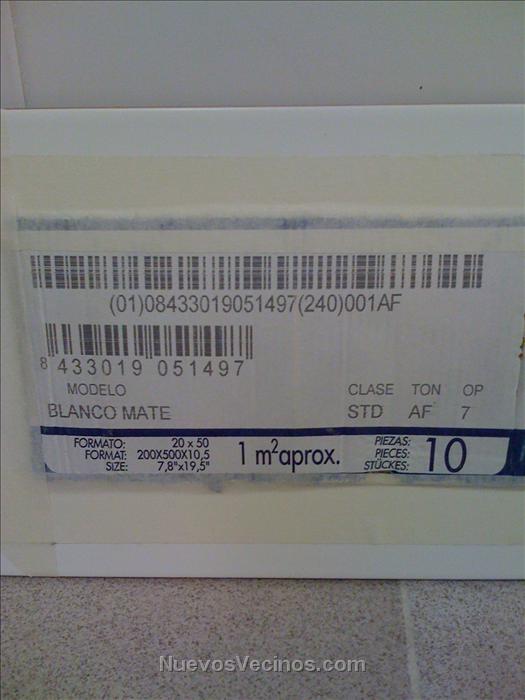 (01)08433019051497(240)001AF
8 433019 051497
MODELO CLASE TON OP
BLANCO MATE STD AF 7
FORMATO: 20 x 50
FORMAT: 200X500X10,5
SIZE: 7,8"x19,5"
1 m²aprox.
PIEZAS:
PIECES:
STÜCKES:
10
NuevosVecinos.com